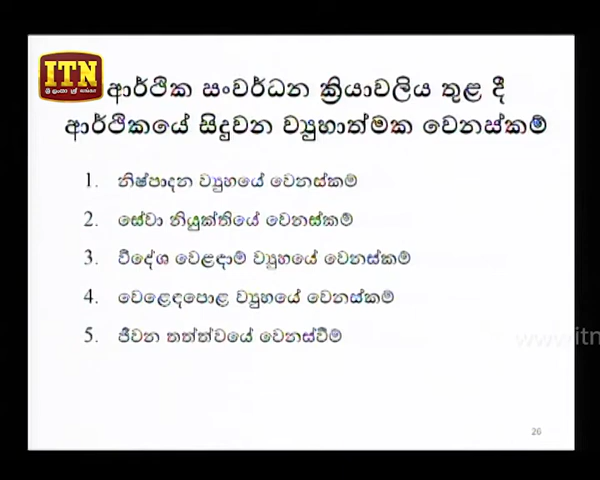 ITN
ආර්ථික සංවර්ධන ක්‍රියාවලිය තුළ දී
ආර්ථිකයේ සිදුවන ව්‍යුහාත්මක වෙනස්කම්
1. නිෂ්පාදන ව්‍යුහයේ වෙනස්කම්
2. සේවා නියුක්තියේ වෙනස්කම්
3. විදේශ වෙළඳාම් ව්‍යුහයේ වෙනස්කම්
4. වෙළෙඳපොළ ව්‍යුහයේ වෙනස්කම්
5. ජීවන තත්ත්වයේ වෙනස්වීම්
www.itn
26